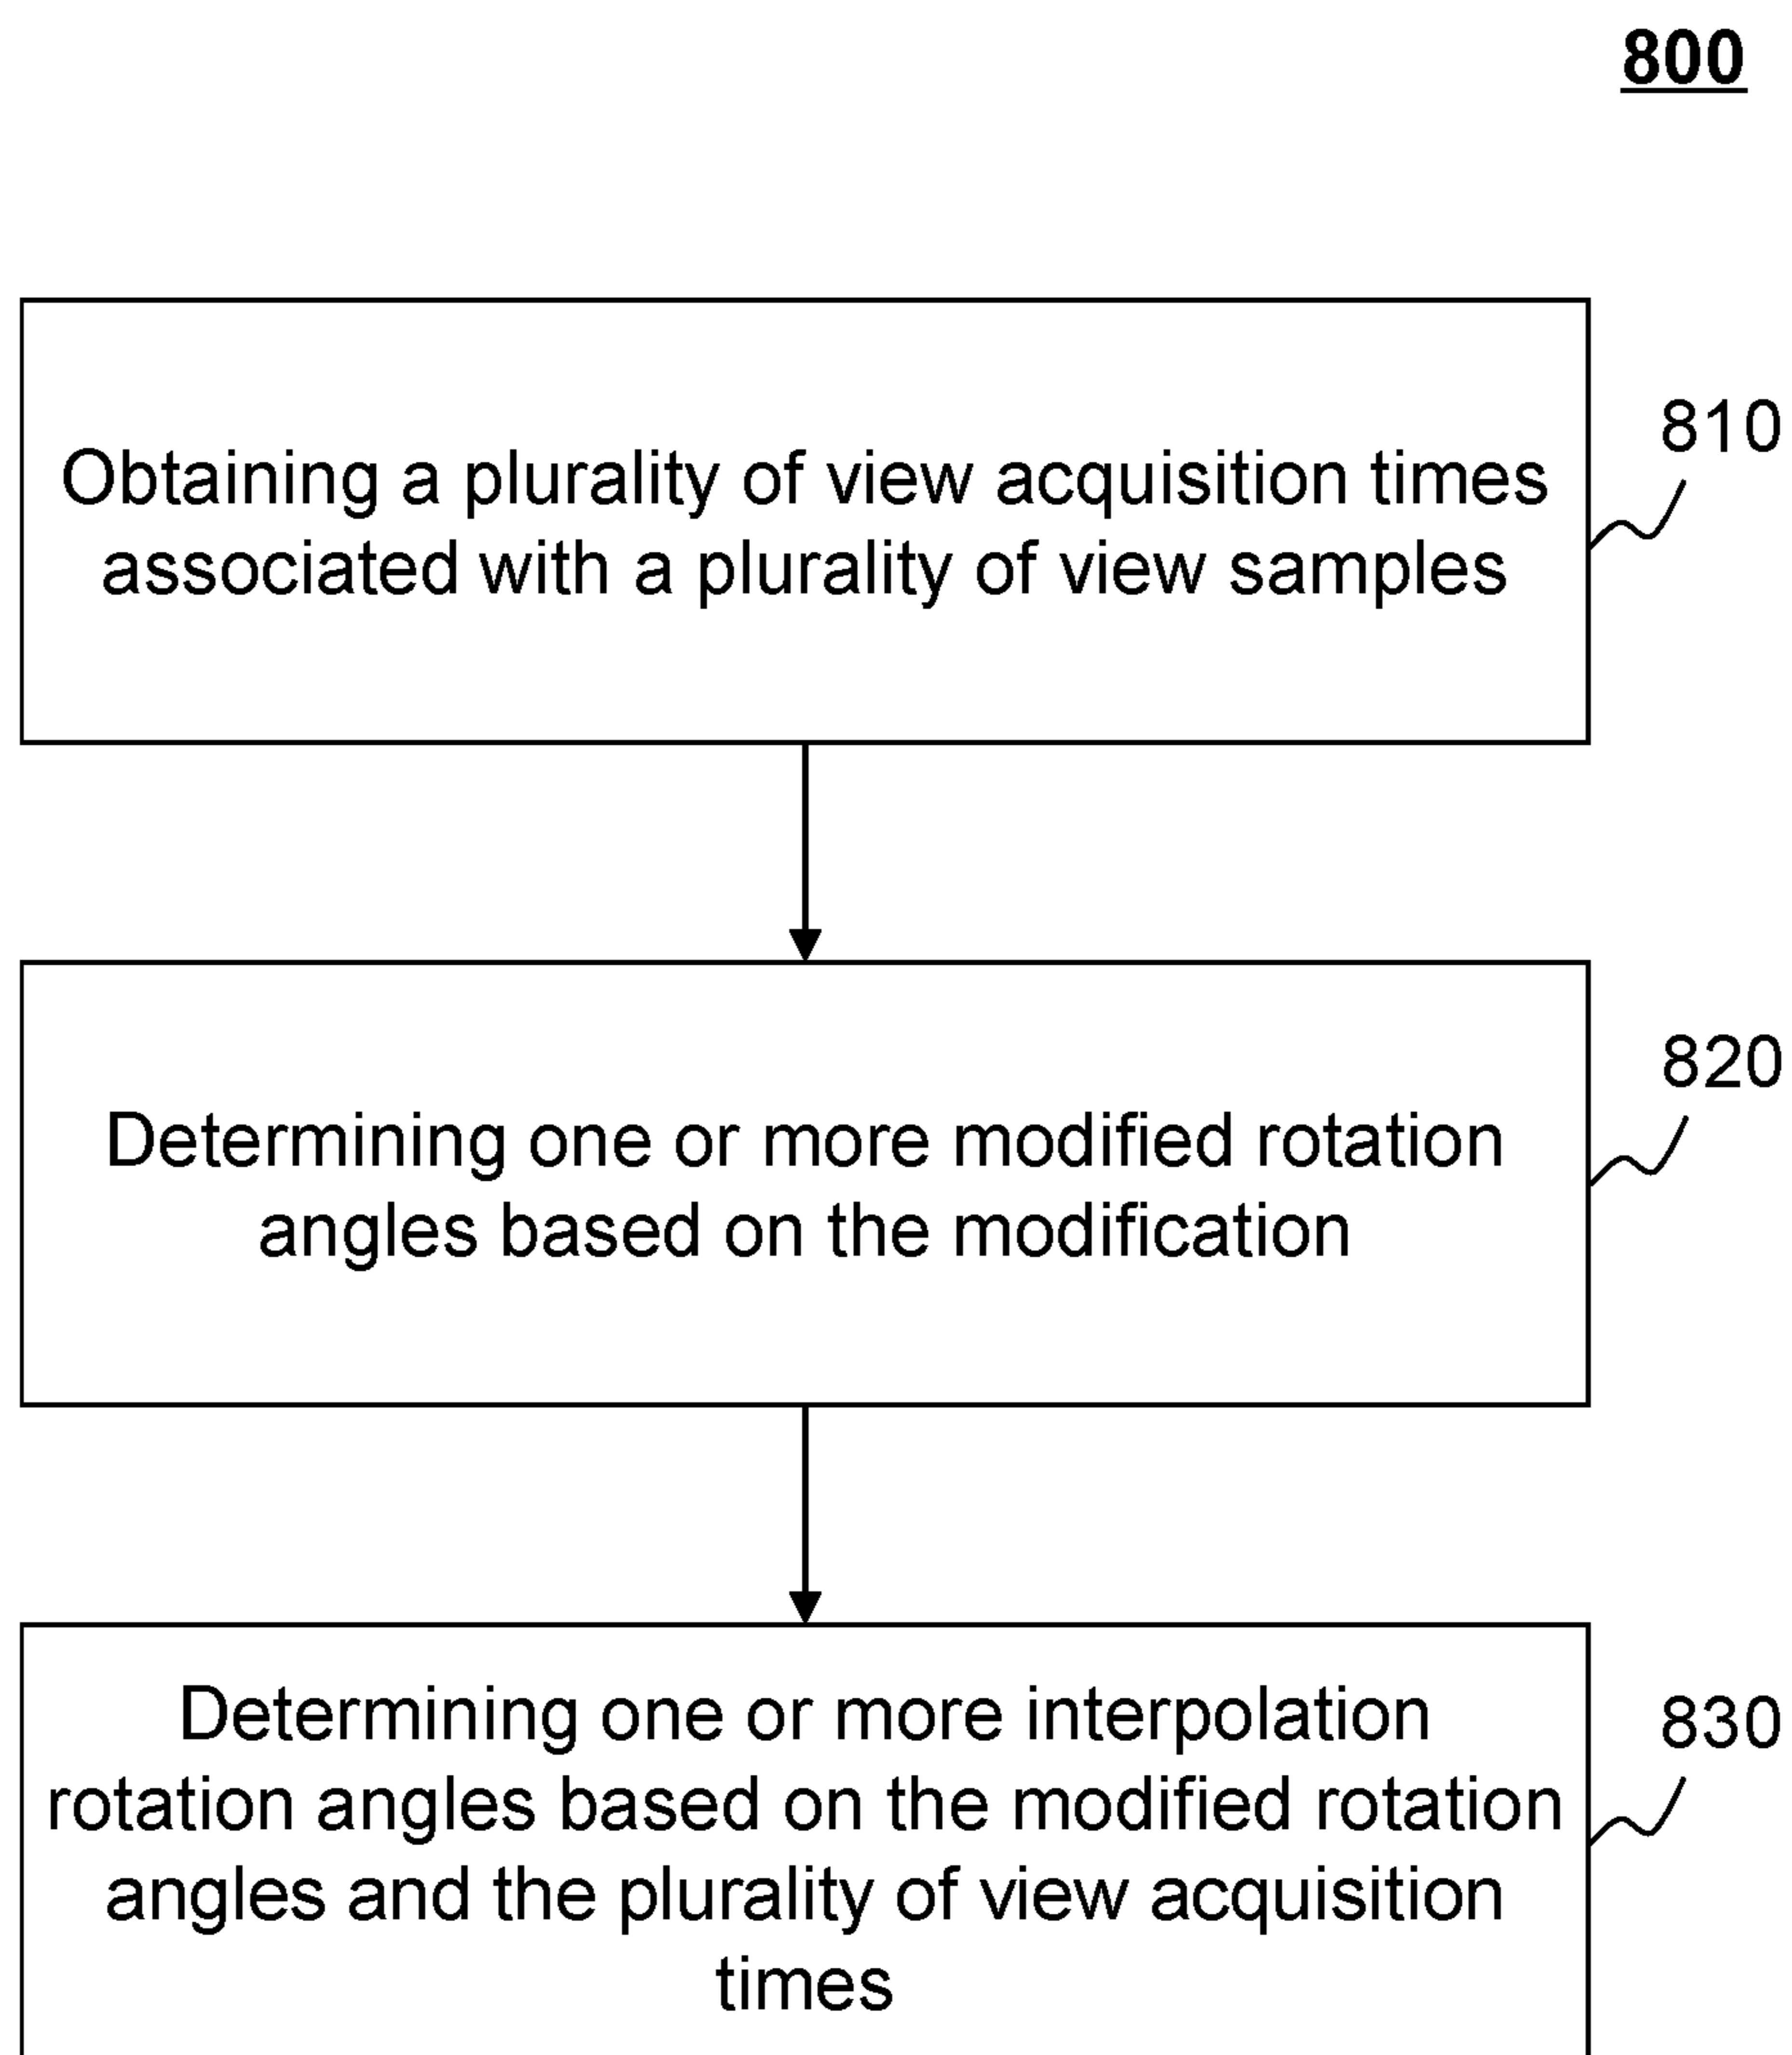 800
810
Obtaining a plurality of view acquisition times
associated with a plurality of view samples
820
Determining one or more modified rotation
angles based on the modification
830
Determining one or more interpolation
rotation angles based on the modified rotation
angles and the plurality of view acquisition
times